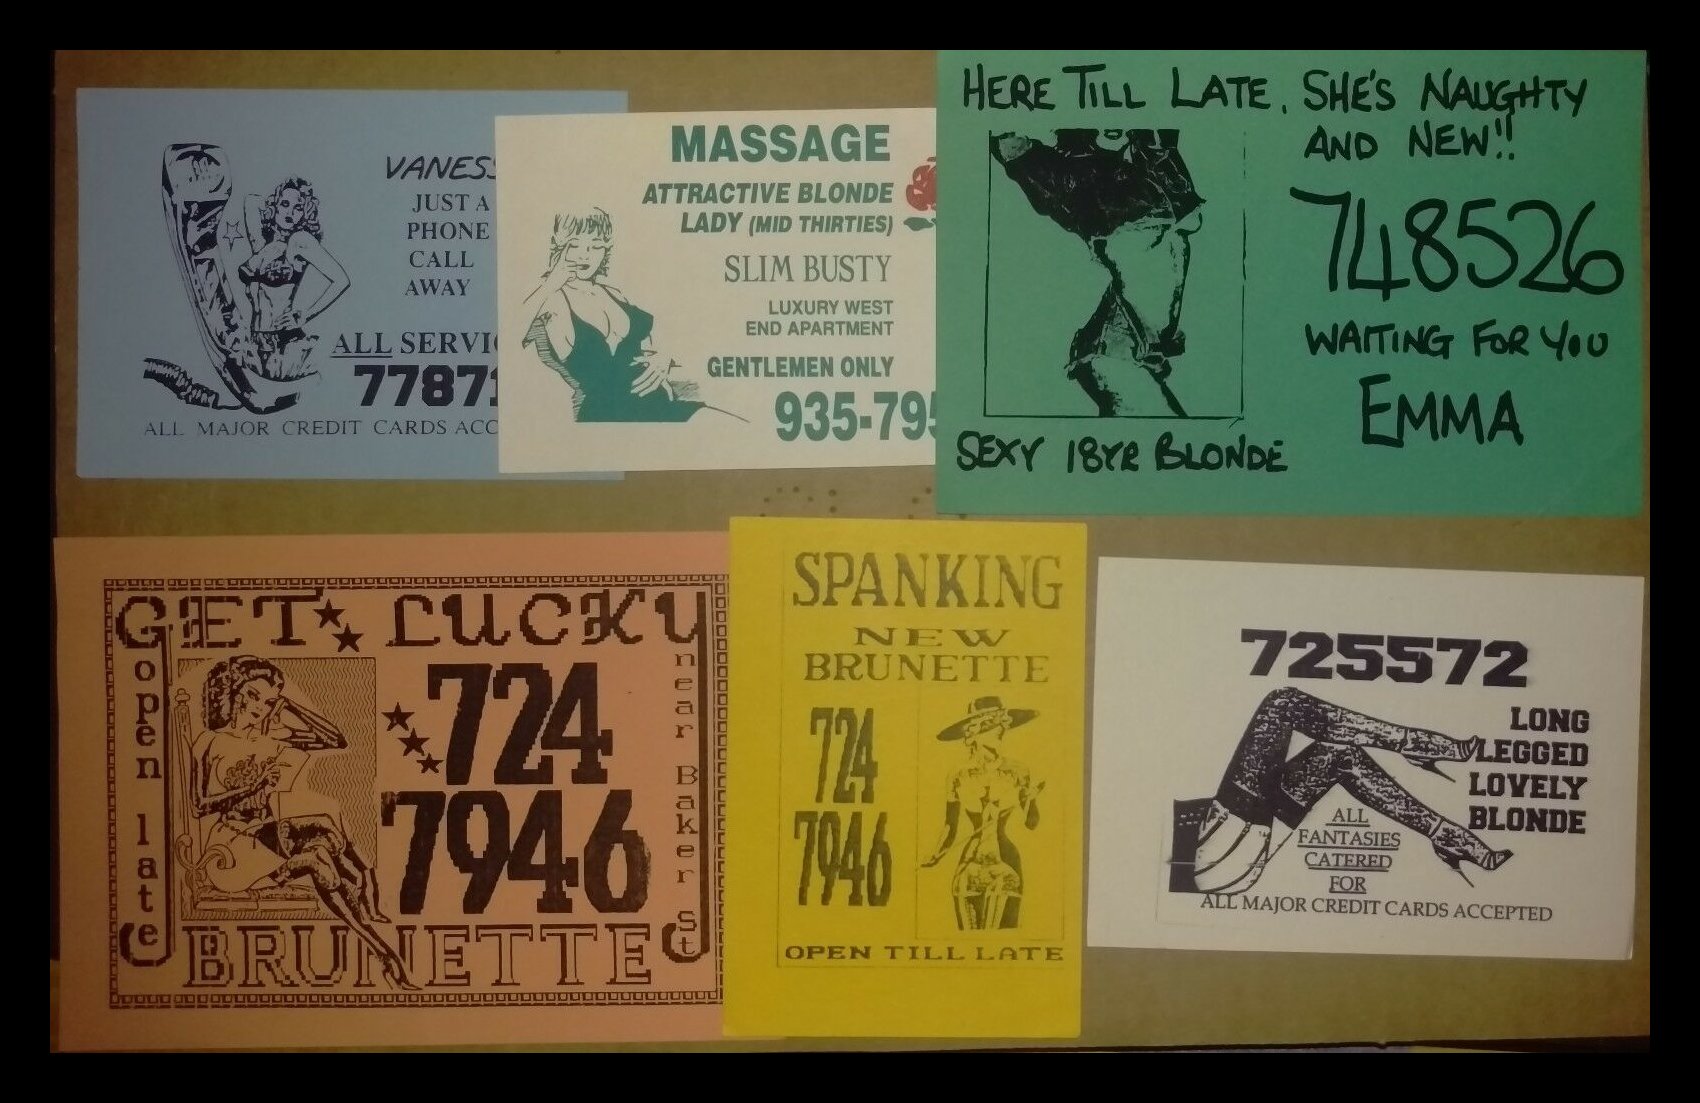 VANESS
JUST A
PHONE
CALL
AWAY
ALL SERVIC
7787
ALL MAJOR CREDIT CARDS ACC
MASSAGE
ATTRACTIVE BLONDE
LADY (MID THIRTIES)
SLIM BUSTY
LUXURY WEST
END APARTMENT
GENTLEMEN ONLY
935-795
HERE TILL LATE. SHE'S NAUGHTY
AND NEW!!
748526
WAITING FOR YOU
EMMA
SEXY 18YR BLONDE
GET LUCKY
open late
724
7946
near Baker St
BRUNETTE
SPANKING
NEW
BRUNETTE
724
7946
OPEN TILL LATE
725572
LONG
LEGGED
LOVELY
BLONDE
ALL
FANTASIES
CATERED
FOR
ALL MAJOR CREDIT CARDS ACCEPTED